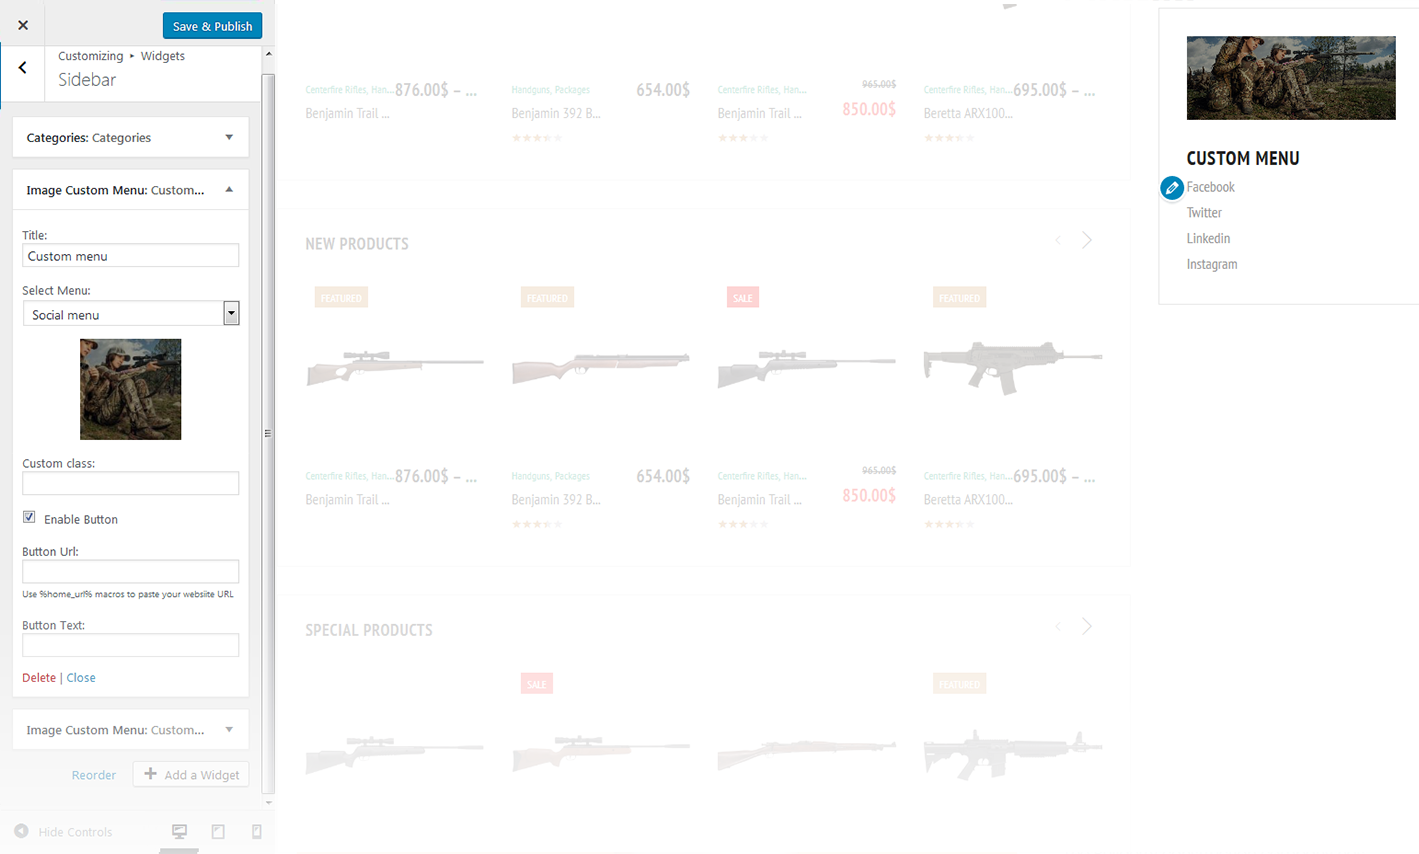 Save & Publish
Customizing ▸ Widgets
Sidebar
Categories: Categories
Image Custom Menu: Custom...
Title:
Custom menu
Select Menu:
Social menu
Custom class:
Enable Button
Button Url:
Use %home_url% macros to paste your websiite URL
Button Text:
Delete | Close
Image Custom Menu: Custom...
Reorder
Add a Widget
Hide Controls
Centerfire Rifles, Han... 876.00$ – ...
Benjamin Trail ...
Handguns, Packages 654.00$
Benjamin 392 B...
Centerfire Rifles, Han... 965.00$
Benjamin Trail ... 850.00$
Centerfire Rifles, Han... 695.00$ – ...
Beretta ARX100...
NEW PRODUCTS
FEATURED
FEATURED
SALE
FEATURED
Centerfire Rifles, Han... 876.00$ – ...
Benjamin Trail ...
Handguns, Packages 654.00$
Benjamin 392 B...
Centerfire Rifles, Han... 965.00$
Benjamin Trail ... 850.00$
Centerfire Rifles, Han... 695.00$ – ...
Beretta ARX100...
SPECIAL PRODUCTS
SALE
FEATURED
CUSTOM MENU
Facebook
Twitter
Linkedin
Instagram